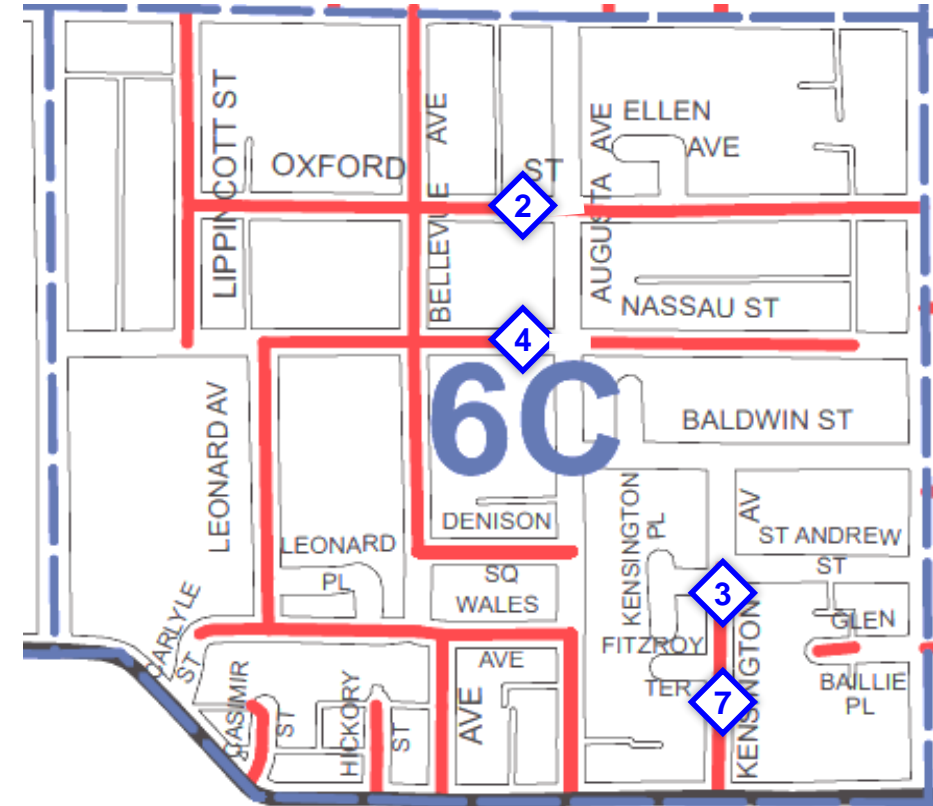 LIPPINCOTT ST
OXFORD ST
BELLEVUE AVE
AUGUSTA AVE
ELLEN
AVE
2
NASSAU ST
4
6C
LEONARD AV
BALDWIN ST
DENISON
SQ
KENSINGTON
PL
AV
ST ANDREW
ST
LEONARD
PL
WALES
AVE
CARLYLE
ST
3
FITZROY
TER
GLEN
BAILLIE
PL
CASIMIR
ST
HICKORY
ST
AVE
7
KENSINGTON